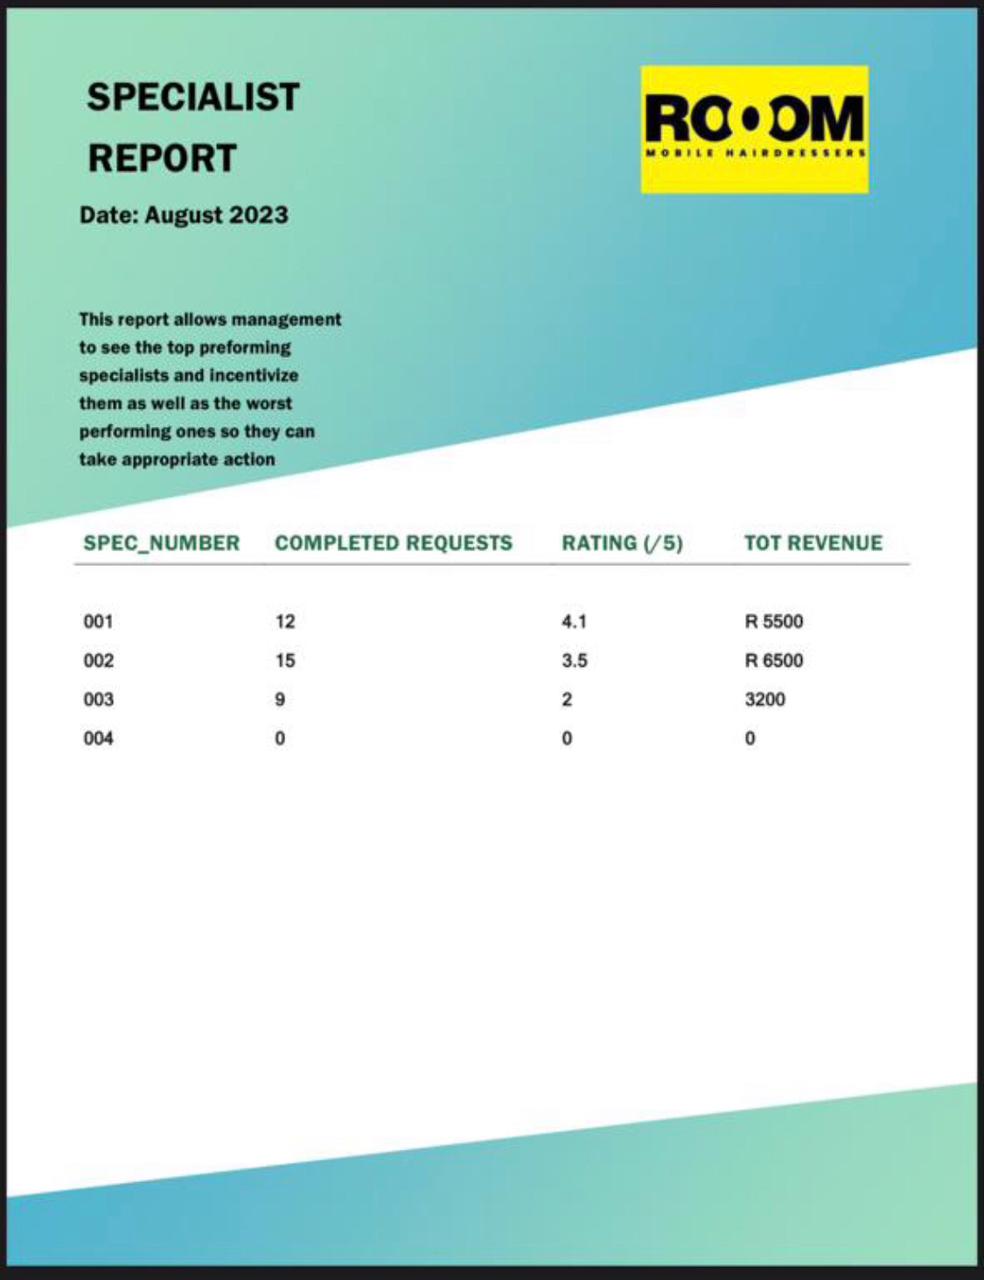 SPECIALIST
REPORT
Date: August 2023
ROOM
MOBILE HAIRDRESSERS
This report allows management
to see the top preforming
specialists and incentivize
them as well as the worst
performing ones so they can
take appropriate action
SPEC_NUMBER COMPLETED REQUESTS RATING (/5) TOT REVENUE
001 12 4.1 R 5500
002 15 3.5 R 6500
003 9 2 3200
004 0 0 0